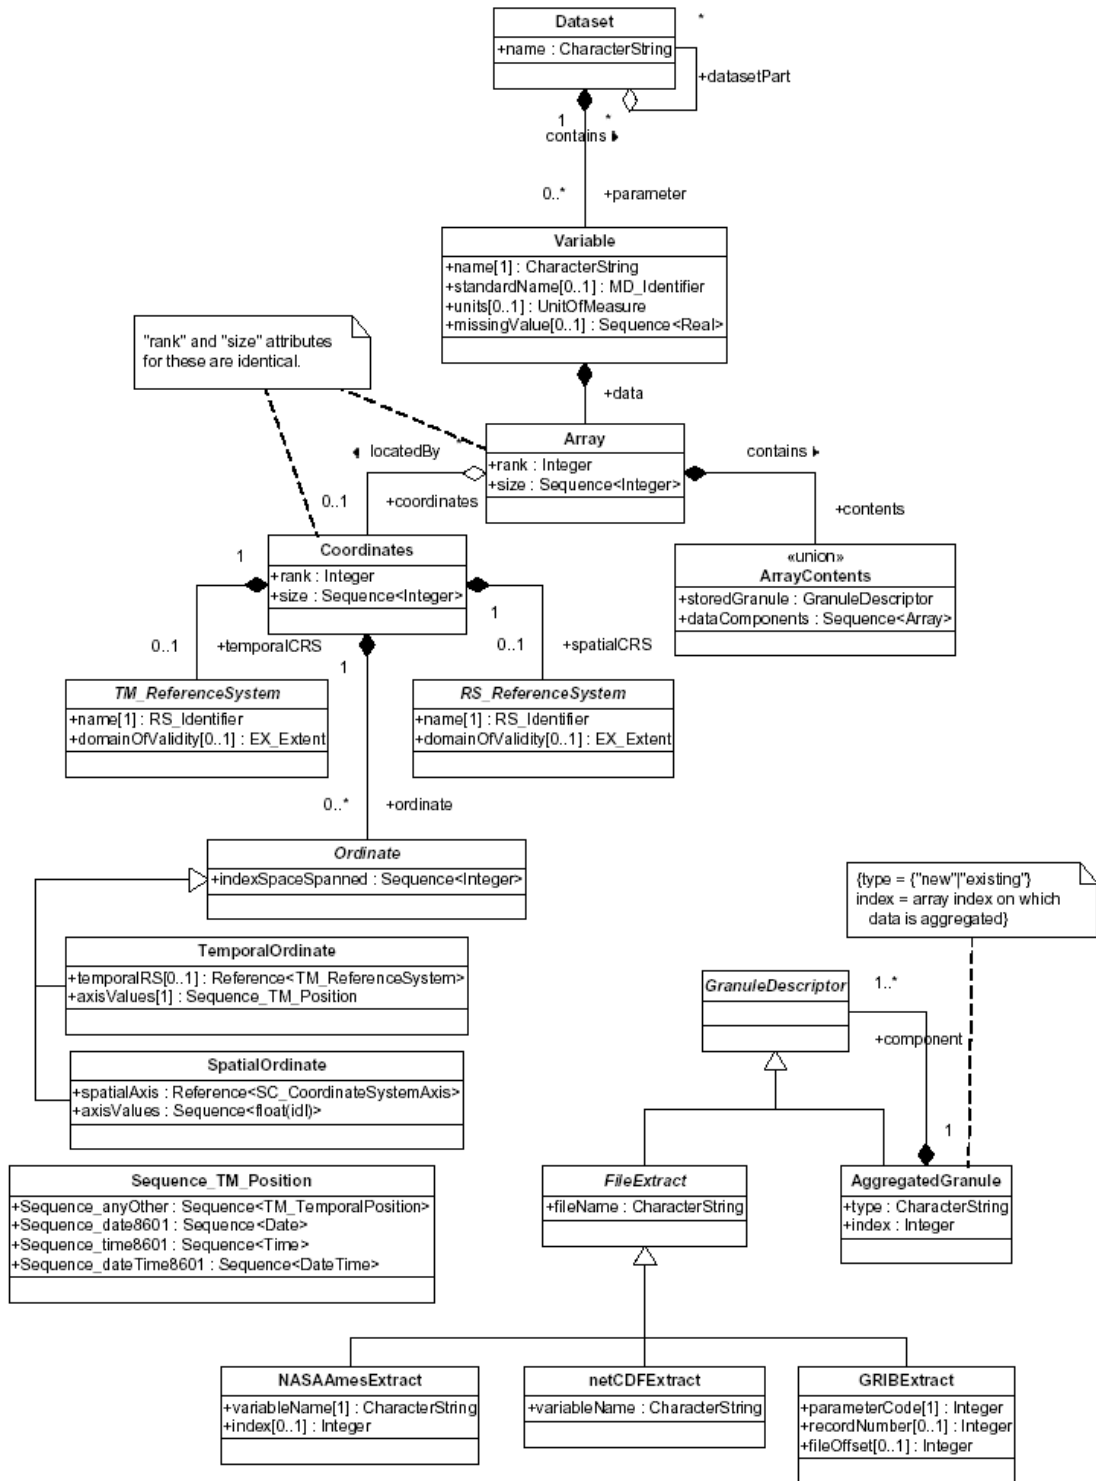 Dataset
*
+name : CharacterString
+datasetPart
1
*
contains
0..*
+parameter
Variable
+name[1] : CharacterString
+standardName[0..1] : MD_Identifier
+units[0..1] : UnitOfMeasure
+missingValue[0..1] : Sequence<Real>
"rank" and "size" attributes
for these are identical.
+data
Array
+rank : Integer
+size : Sequence<Integer>
locatedBy
contains
0..1
+coordinates
+contents
Coordinates
+rank : Integer
+size : Sequence<Integer>
«union»
ArrayContents
+storedGranule : GranuleDescriptor
+dataComponents : Sequence<Array>
1
1
0..1
+temporalCRS
1
0..1
+spatialCRS
TM_ReferenceSystem
+name[1] : RS_Identifier
+domainOfValidity[0..1] : EX_Extent
RS_ReferenceSystem
+name[1] : RS_Identifier
+domainOfValidity[0..1] : EX_Extent
0..*
+ordinate
Ordinate
+indexSpaceSpanned : Sequence<Integer>
{type = {"new"|"existing"}
index = array index on which
data is aggregated}
TemporalOrdinate
+temporalRS[0..1] : Reference<TM_ReferenceSystem>
+axisValues[1] : Sequence_TM_Position
GranuleDescriptor
1..*
+component
SpatialOrdinate
+spatialAxis : Reference<SC_CoordinateSystemAxis>
+axisValues : Sequence<float(idl)>
1
Sequence_TM_Position
+Sequence_anyOther : Sequence<TM_TemporalPosition>
+Sequence_date8601 : Sequence<Date>
+Sequence_time8601 : Sequence<Time>
+Sequence_dateTime8601 : Sequence<DateTime>
FileExtract
+fileName : CharacterString
AggregatedGranule
+type : CharacterString
+index : Integer
NASAAmesExtract
+variableName[1] : CharacterString
+index[0..1] : Integer
netCDFExtract
+variableName : CharacterString
GRIBExtract
+parameterCode[1] : Integer
+recordNumber[0..1] : Integer
+fileOffset[0..1] : Integer